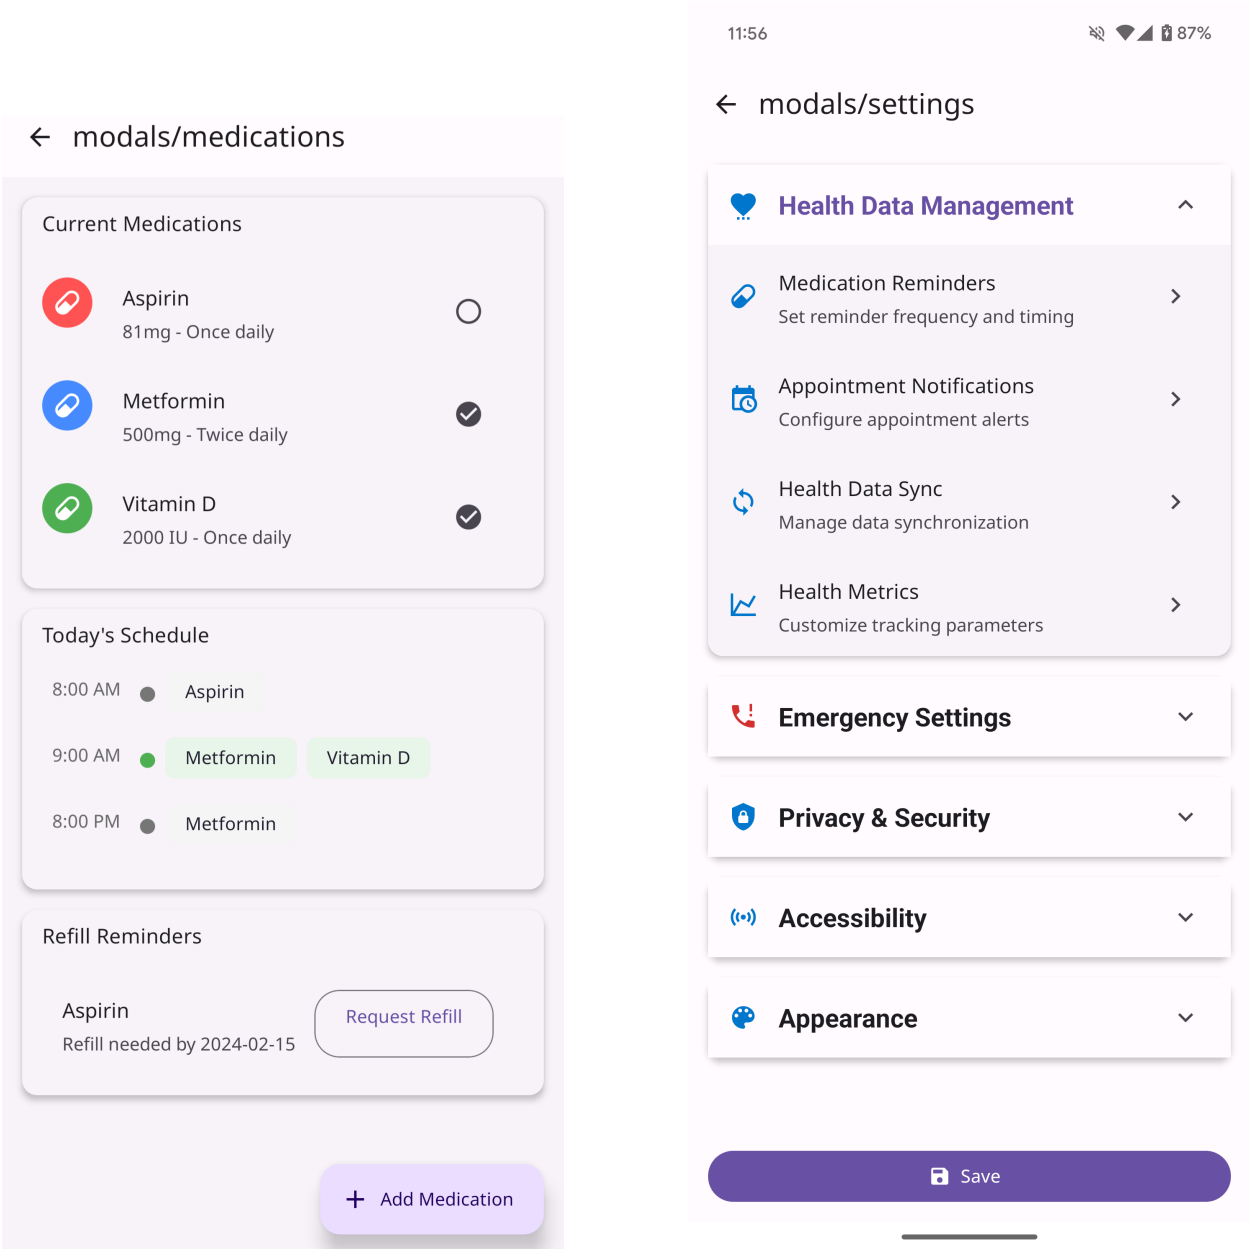 modals/medications
Current Medications
Aspirin
81mg - Once daily
Metformin
500mg - Twice daily
Vitamin D
2000 IU - Once daily
Today's Schedule
8:00 AM Aspirin
9:00 AM Metformin Vitamin D
8:00 PM Metformin
Refill Reminders
Aspirin
Refill needed by 2024-02-15
Request Refill
+ Add Medication
11:56 87%
modals/settings
Health Data Management
Medication Reminders
Set reminder frequency and timing
Appointment Notifications
Configure appointment alerts
Health Data Sync
Manage data synchronization
Health Metrics
Customize tracking parameters
Emergency Settings
Privacy & Security
Accessibility
Appearance
Save